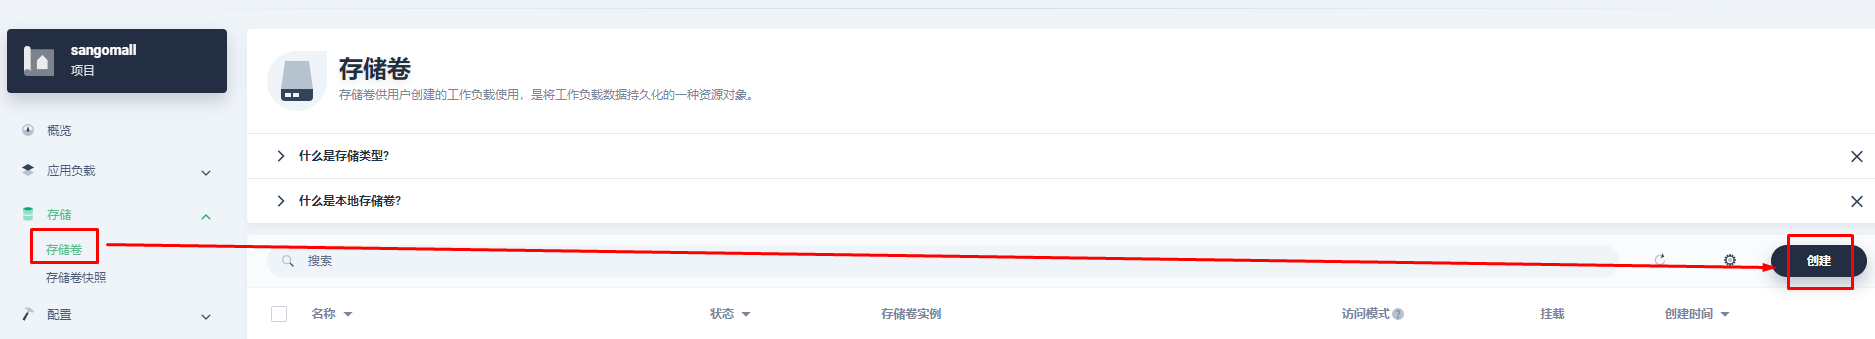 sangomall
项目
概览
应用负载
存储
存储卷
存储卷快照
配置
存储卷
存储卷供用户创建的工作负载使用，是将工作负载数据持久化的一种资源对象。
什么是存储类型?
什么是本地存储卷?
搜索
创建
名称 状态 存储卷实例 访问模式 ? 挂载 创建时间